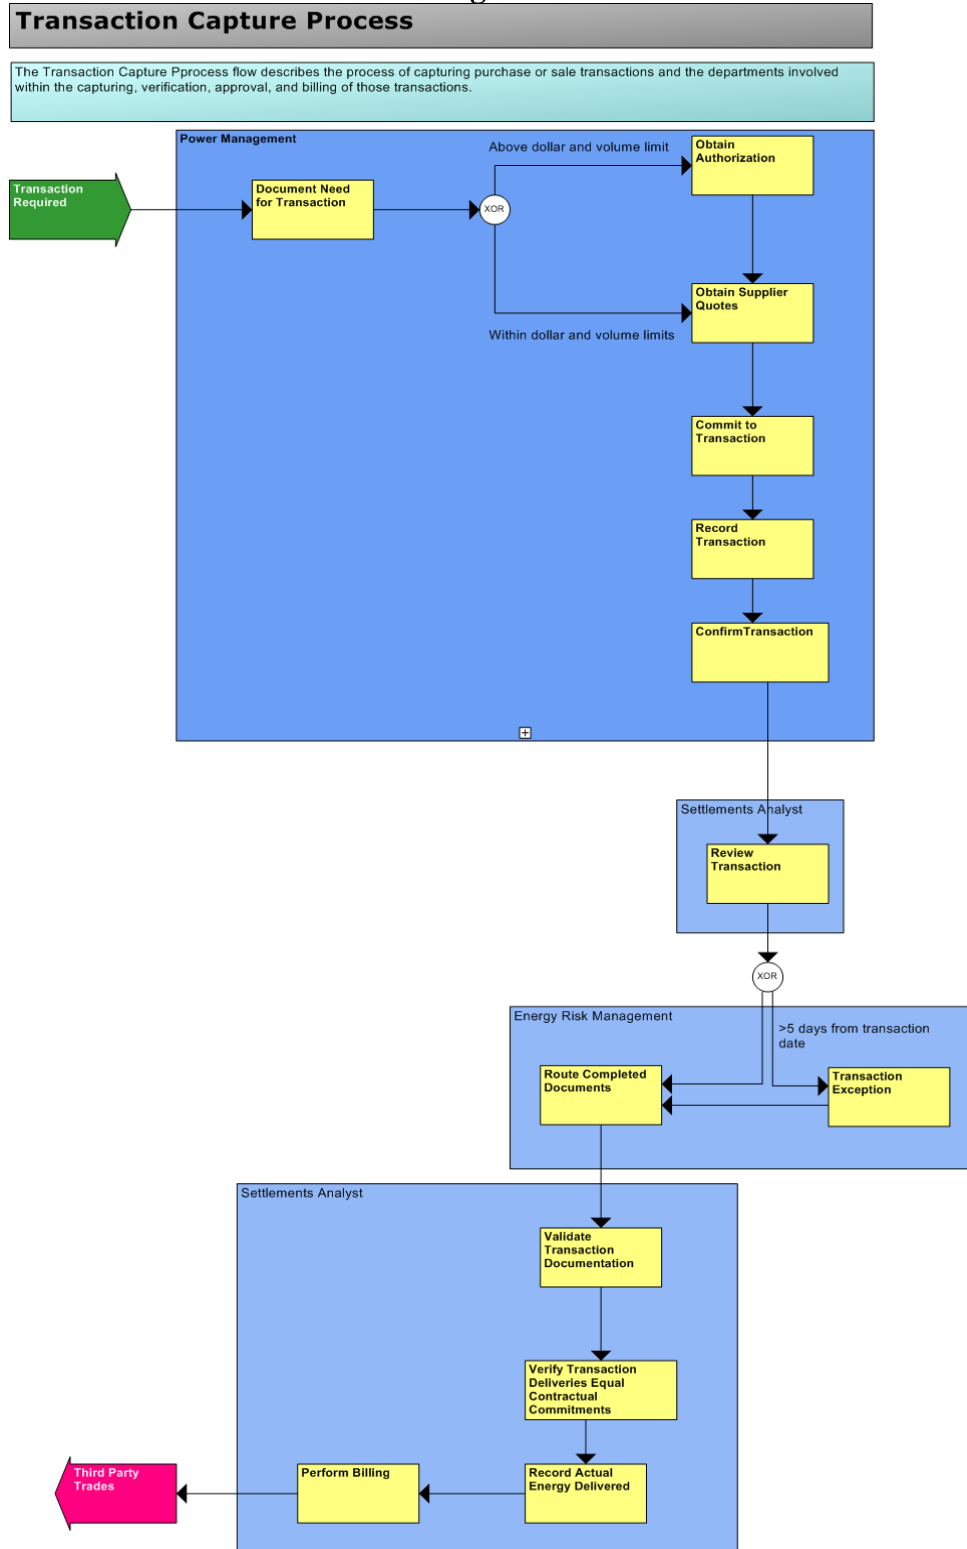 Transaction Capture Process
The Transaction Capture Pprocess flow describes the process of capturing purchase or sale transactions and the departments involved
within the capturing, verification, approval, and billing of those transactions.
Power Management
Above dollar and volume limit
Obtain
Authorization
Transaction
Required
Document Need
for Transaction
XOR
Obtain Supplier
Quotes
Within dollar and volume limits
Commit to
Transaction
Record
Transaction
ConfirmTransaction
Settlements Analyst
Review
Transaction
XOR
Energy Risk Management
>5 days from transaction
date
Route Completed
Documents
Transaction
Exception
Settlements Analyst
Validate
Transaction
Documentation
Verify Transaction
Deliveries Equal
Contractual
Commitments
Third Party
Trades
Perform Billing
Record Actual
Energy Delivered